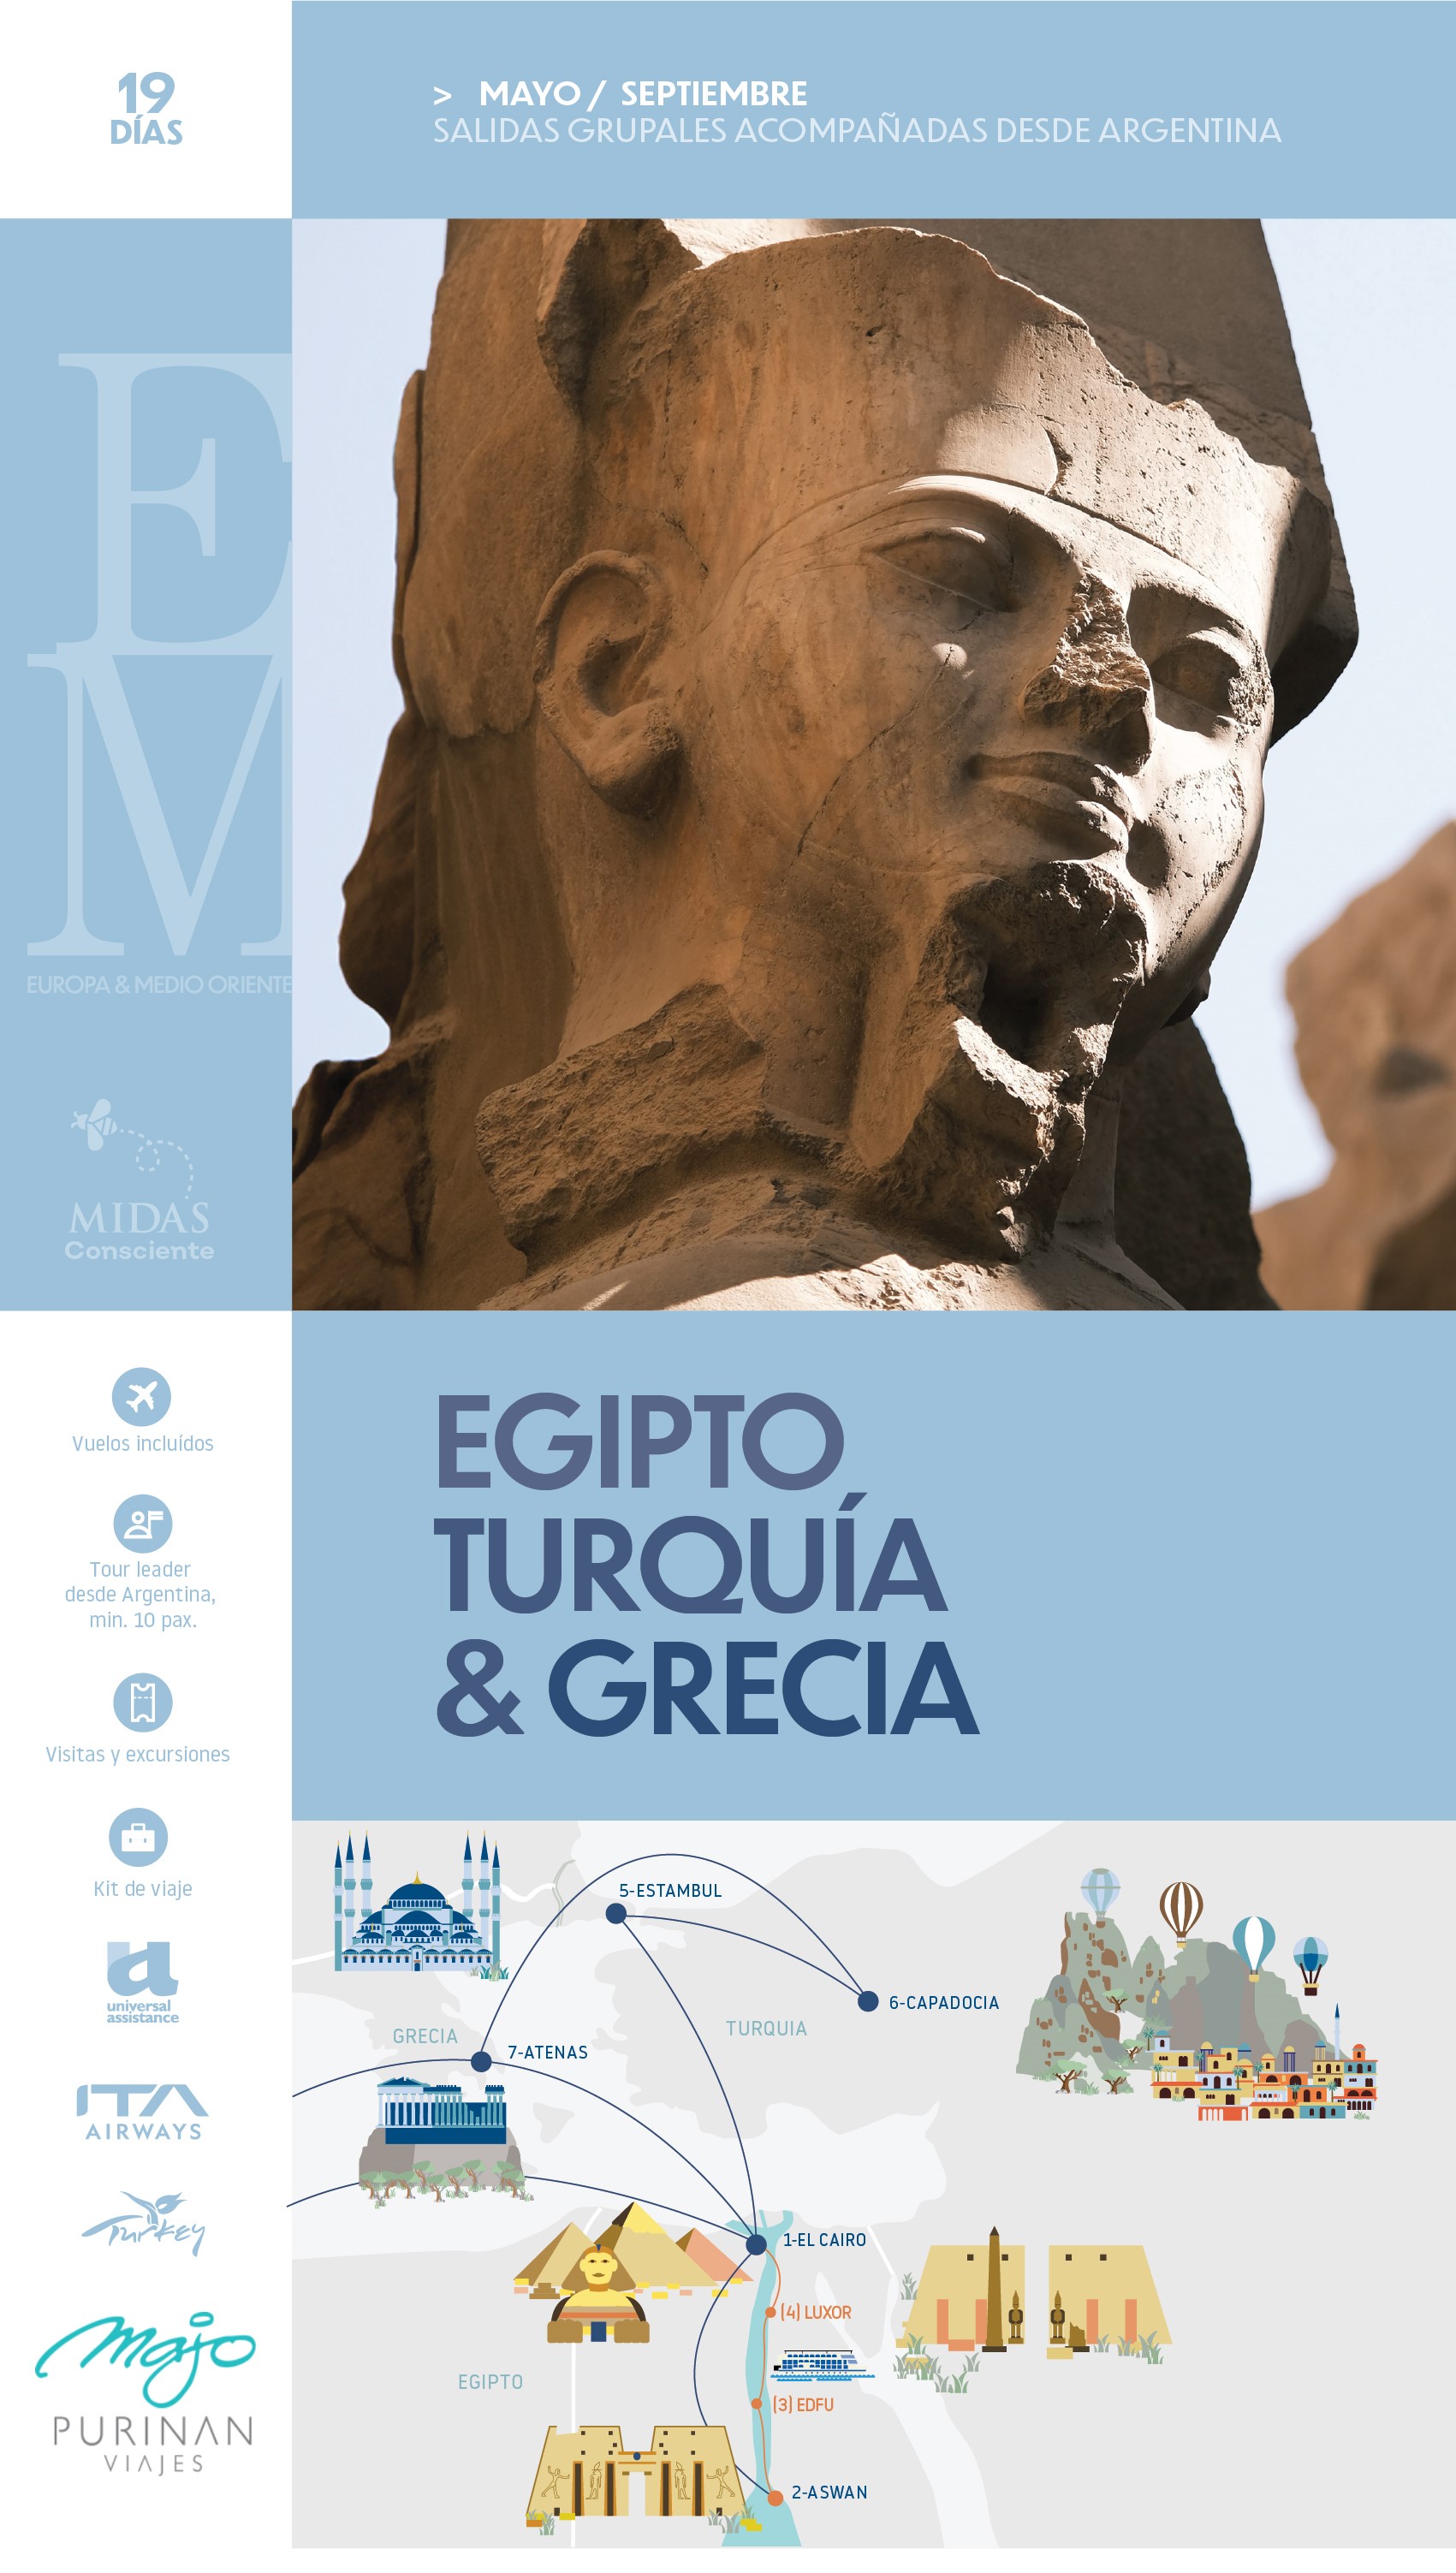 19
DÍAS
> MAYO / SEPTIEMBRE
SALIDAS GRUPALES ACOMPAÑADAS DESDE ARGENTINA
E
M
EUROPA & MEDIO ORIENTE
MIDAS
Consciente
Vuelos incluídos
Tour leader
desde Argentina,
min. 10 pax.
Visitas y excursiones
Kit de viaje
ua
universal
assistance
ITA
AIRWAYS
Turkey
majo
PURINAN
VIAJES
EGIPTO
TURQUÍA
& GRECIA
5-ESTAMBUL
6-CAPADOCIA
TURQUIA
GRECIA
7-ATENAS
1-EL CAIRO
(4) LUXOR
EGIPTO
(3) EDFU
2-ASWAN